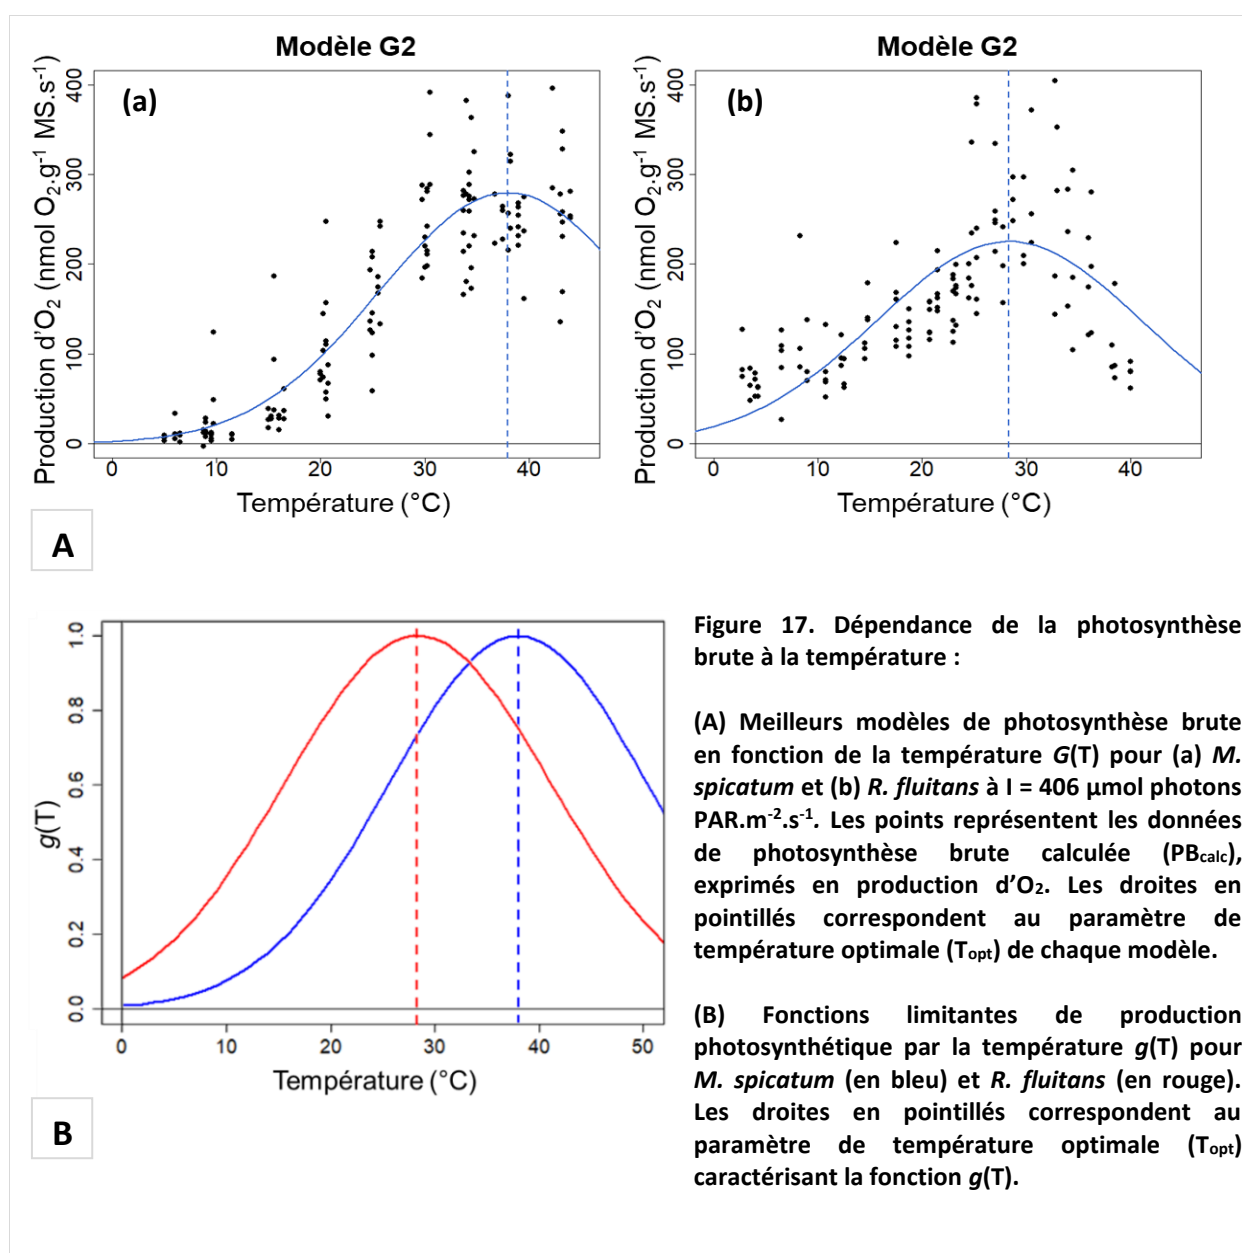 Modèle G2
(a)
Production d'O₂ (nmol O₂.g⁻¹ MS.s⁻¹)
400
300
200
100
0
0 10 20 30 40
Température (°C)
Modèle G2
(b)
Production d'O₂ (nmol O₂.g⁻¹ MS.s⁻¹)
400
300
200
100
0
0 10 20 30 40
Température (°C)
A
g(T)
1.0
0.8
0.6
0.4
0.2
0.0
0 10 20 30 40 50
Température (°C)
B
Figure 17. Dépendance de la photosynthèse
brute à la température :
(A) Meilleurs modèles de photosynthèse brute
en fonction de la température G(T) pour (a) M.
spicatum et (b) R. fluitans à I = 406 µmol photons
PAR.m⁻².s⁻¹. Les points représentent les données
de photosynthèse brute calculée (PBcalc),
exprimés en production d'O₂. Les droites en
pointillés correspondent au paramètre de
température optimale (Topt) de chaque modèle.
(B) Fonctions limitantes de production
photosynthétique par la température g(T) pour
M. spicatum (en bleu) et R. fluitans (en rouge).
Les droites en pointillés correspondent au
paramètre de température optimale (Topt)
caractérisant la fonction g(T).